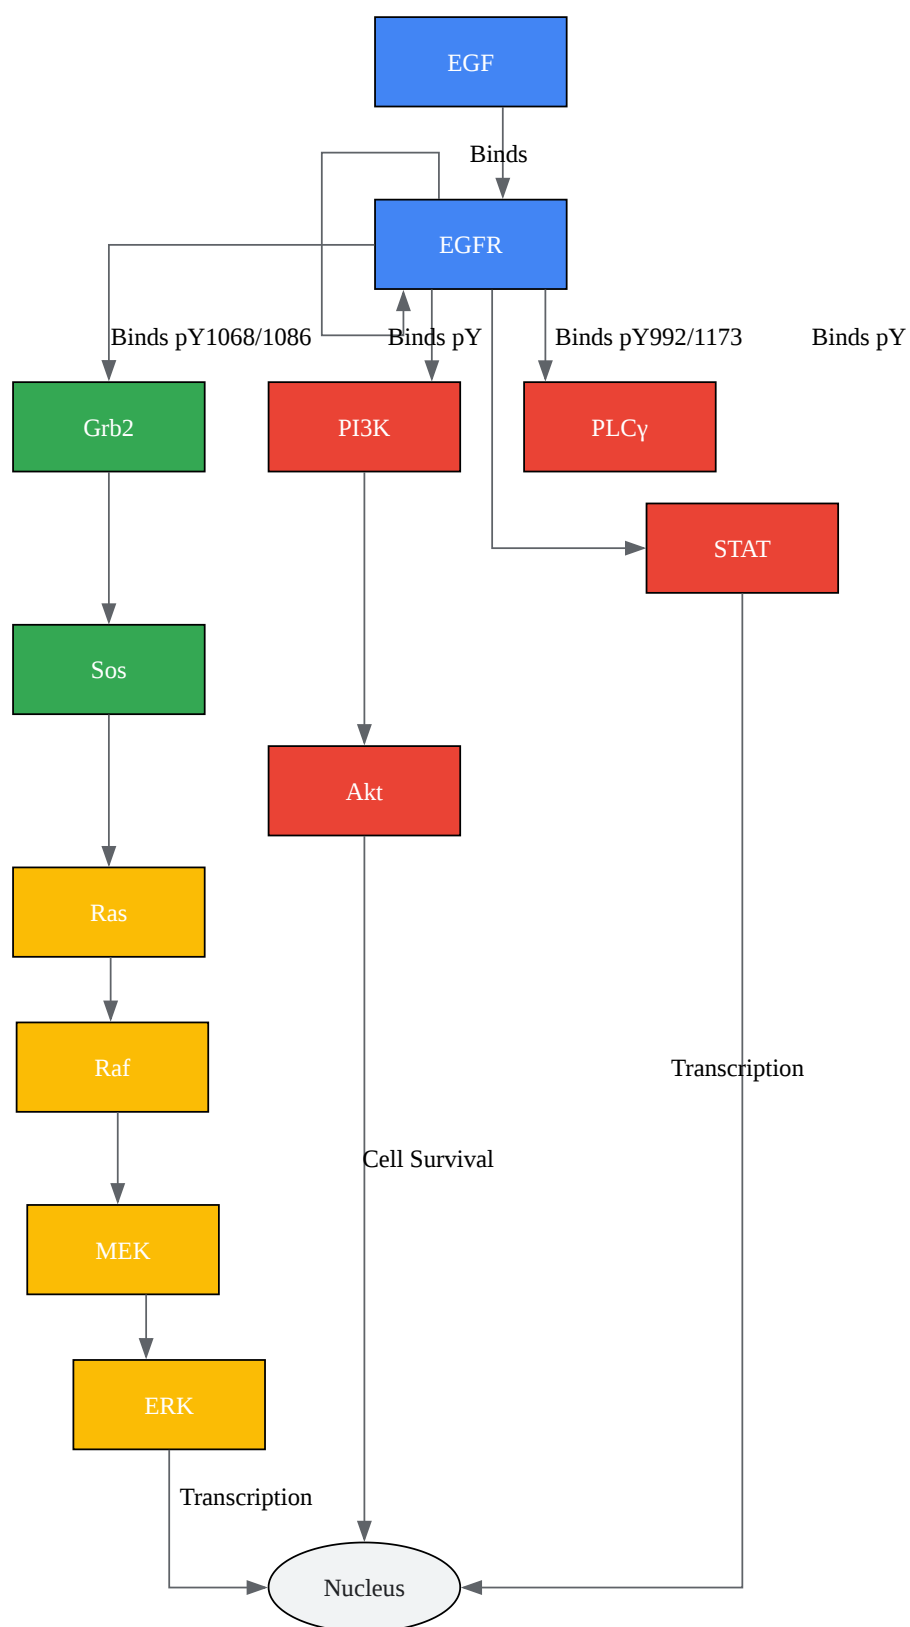 EGF
Binds
EGFR
Binds pY1068/1086
Binds pY
Binds pY992/1173
Binds pY
Grb2
PI3K
PLCγ
STAT
Sos
Akt
Ras
Raf
Transcription
Cell Survival
MEK
ERK
Transcription
Nucleus